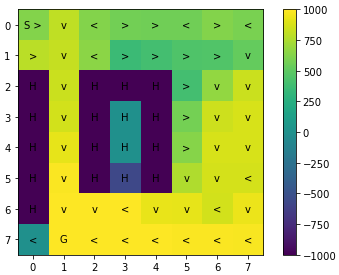 0 S > v < > > < > < 1000
1 > v < > > > > v 750
2 H v H H H > v v 500
3 H v H H > v v 250
4 H v H H > v v 0
5 H v H H H v v < -250
6 H v v < v v < v -500
7 < G < < < < < < -750
-1000
0 1 2 3 4 5 6 7